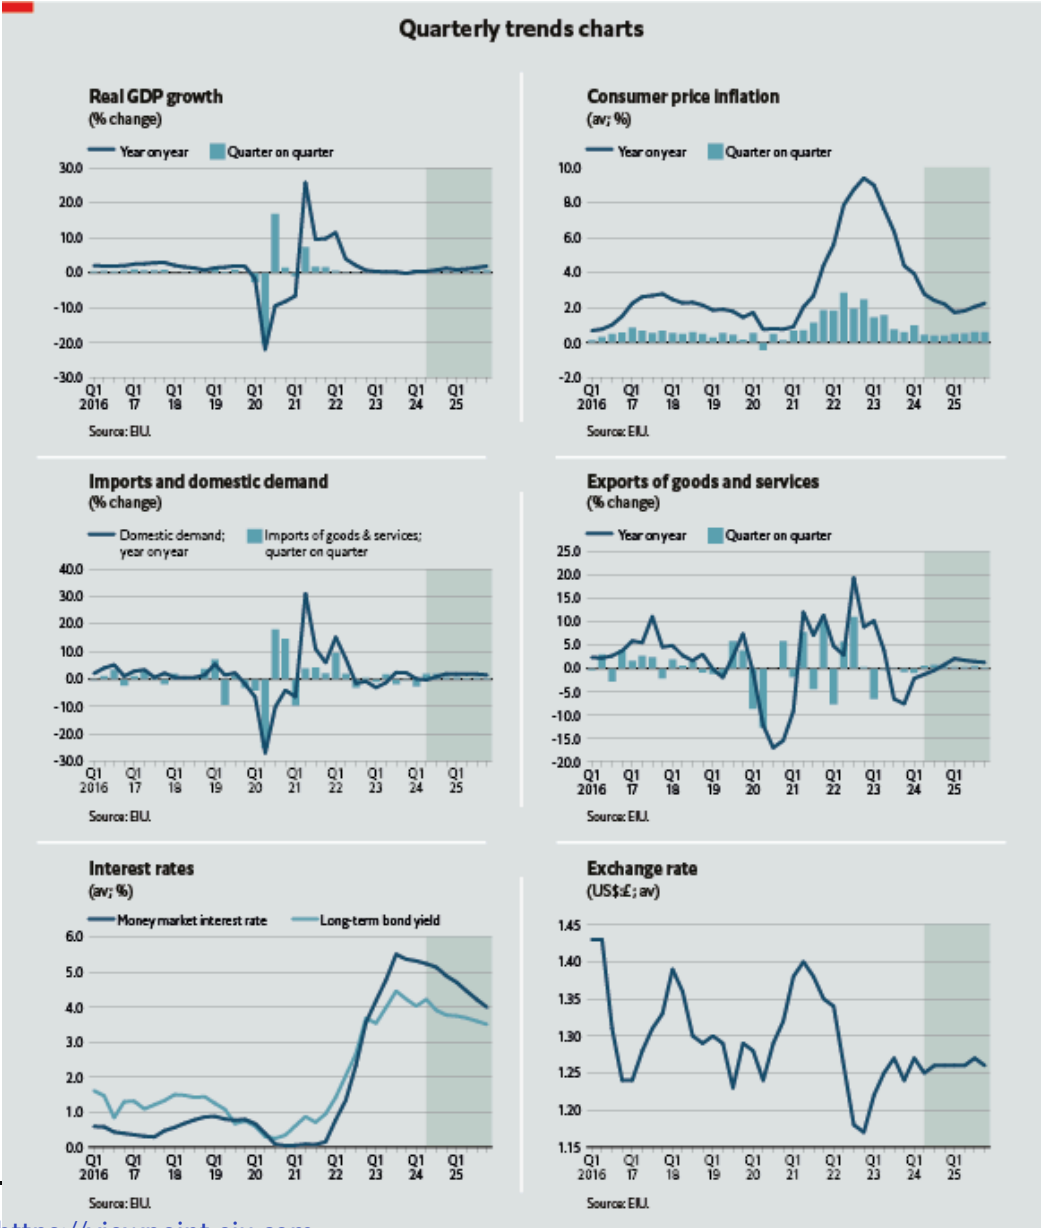 Quarterly trends charts
Real GDP growth
(% change)
Year on year
Quarter on quarter
30.0
20.0
10.0
0.0
-10.0
-20.0
-30.0
Q1 Q1 Q1 Q1 Q1 Q1 Q1 Q1 Q1 Q1
2016 17 18 19 20 21 22 23 24 25
Source: EIU.
Consumer price inflation
(av; %)
Year on year
Quarter on quarter
10.0
8.0
6.0
4.0
2.0
0.0
-2.0
Q1 Q1 Q1 Q1 Q1 Q1 Q1 Q1 Q1 Q1
2016 17 18 19 20 21 22 23 24 25
Source: EIU.
Imports and domestic demand
(% change)
Domestic demand;
year on year
Imports of goods & services;
quarter on quarter
40.0
30.0
20.0
10.0
0.0
-10.0
-20.0
-30.0
Q1 Q1 Q1 Q1 Q1 Q1 Q1 Q1 Q1 Q1
2016 17 18 19 20 21 22 23 24 25
Source: EIU.
Exports of goods and services
(% change)
Year on year
Quarter on quarter
25.0
20.0
15.0
10.0
5.0
0.0
-5.0
-10.0
-15.0
-20.0
Q1 Q1 Q1 Q1 Q1 Q1 Q1 Q1 Q1 Q1
2016 17 18 19 20 21 22 23 24 25
Source: EIU.
Interest rates
(av; %)
Money market interest rate
Long-term bond yield
6.0
5.0
4.0
3.0
2.0
1.0
0.0
Q1 Q1 Q1 Q1 Q1 Q1 Q1 Q1 Q1 Q1
2016 17 18 19 20 21 22 23 24 25
Source: EIU.
Exchange rate
(US$:£; av)
1.45
1.40
1.35
1.30
1.25
1.20
1.15
Q1 Q1 Q1 Q1 Q1 Q1 Q1 Q1 Q1 Q1
2016 17 18 19 20 21 22 23 24 25
Source: EIU.